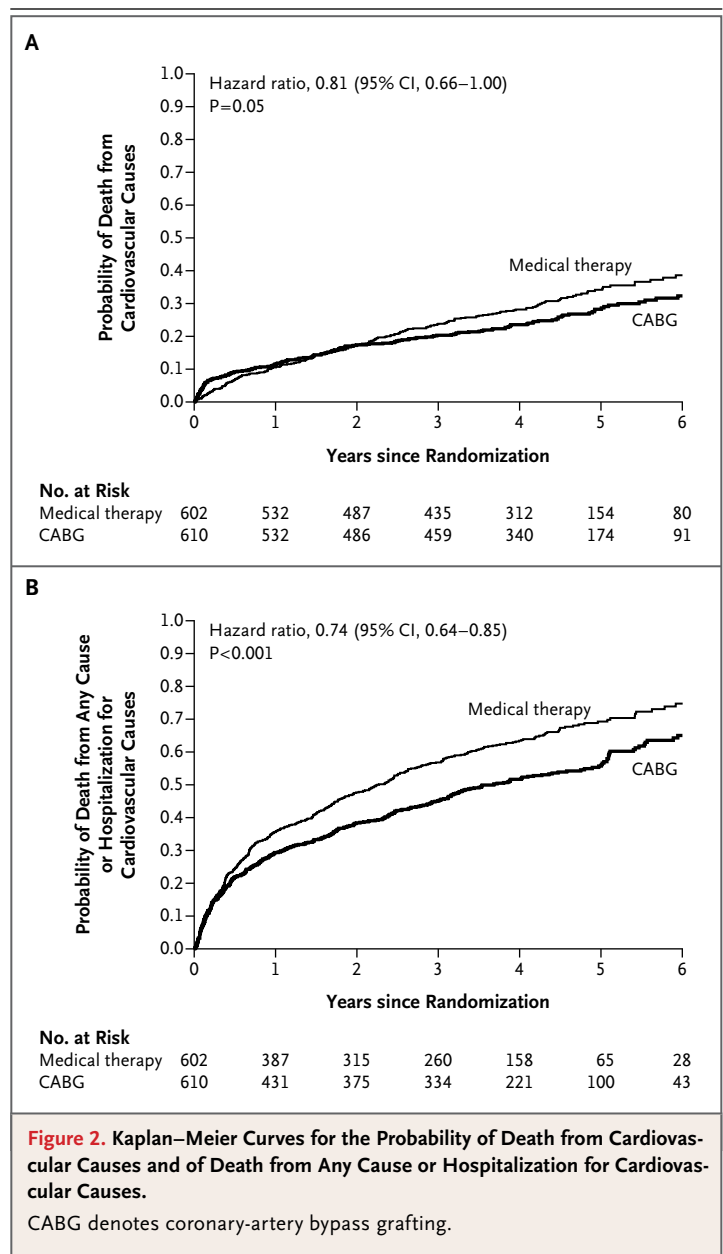 A
1.0
0.9
0.8
0.7
0.6
0.5
0.4
0.3
0.2
0.1
0.0
Probability of Death from
Cardiovascular Causes
Hazard ratio, 0.81 (95% CI, 0.66–1.00)
P=0.05
Medical therapy
CABG
0 1 2 3 4 5 6
Years since Randomization
No. at Risk
Medical therapy 602 532 487 435 312 154 80
CABG 610 532 486 459 340 174 91
B
1.0
0.9
0.8
0.7
0.6
0.5
0.4
0.3
0.2
0.1
0.0
Probability of Death from Any Cause
or Hospitalization for
Cardiovascular Causes
Hazard ratio, 0.74 (95% CI, 0.64–0.85)
P<0.001
Medical therapy
CABG
0 1 2 3 4 5 6
Years since Randomization
No. at Risk
Medical therapy 602 387 315 260 158 65 28
CABG 610 431 375 334 221 100 43
Figure 2. Kaplan–Meier Curves for the Probability of Death from Cardiovas-
cular Causes and of Death from Any Cause or Hospitalization for Cardiovas-
cular Causes.
CABG denotes coronary-artery bypass grafting.